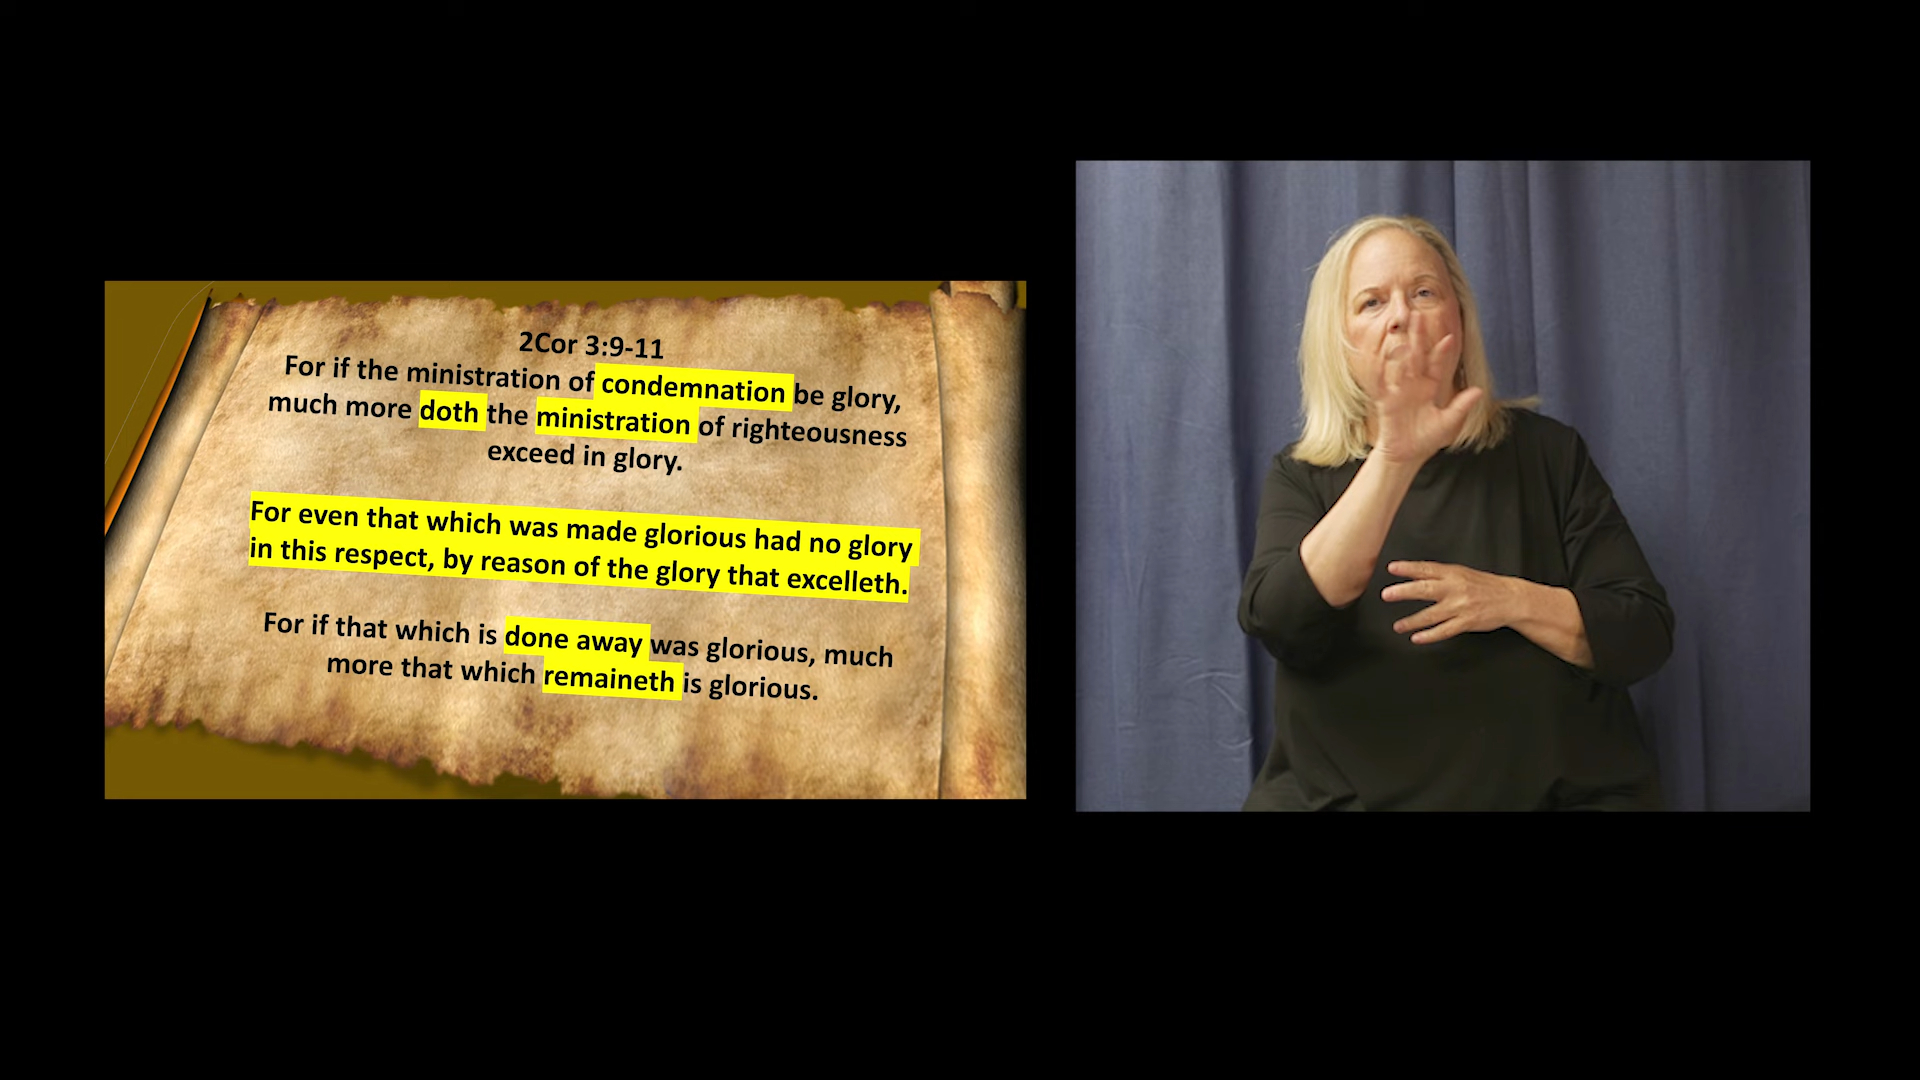 2Cor 3:9-11
For if the ministration of condemnation be glory,
much more doth the ministration of righteousness
exceed in glory.
For even that which was made glorious had no glory
in this respect, by reason of the glory that excelleth.
For if that which is done away was glorious, much
more that which remaineth is glorious.